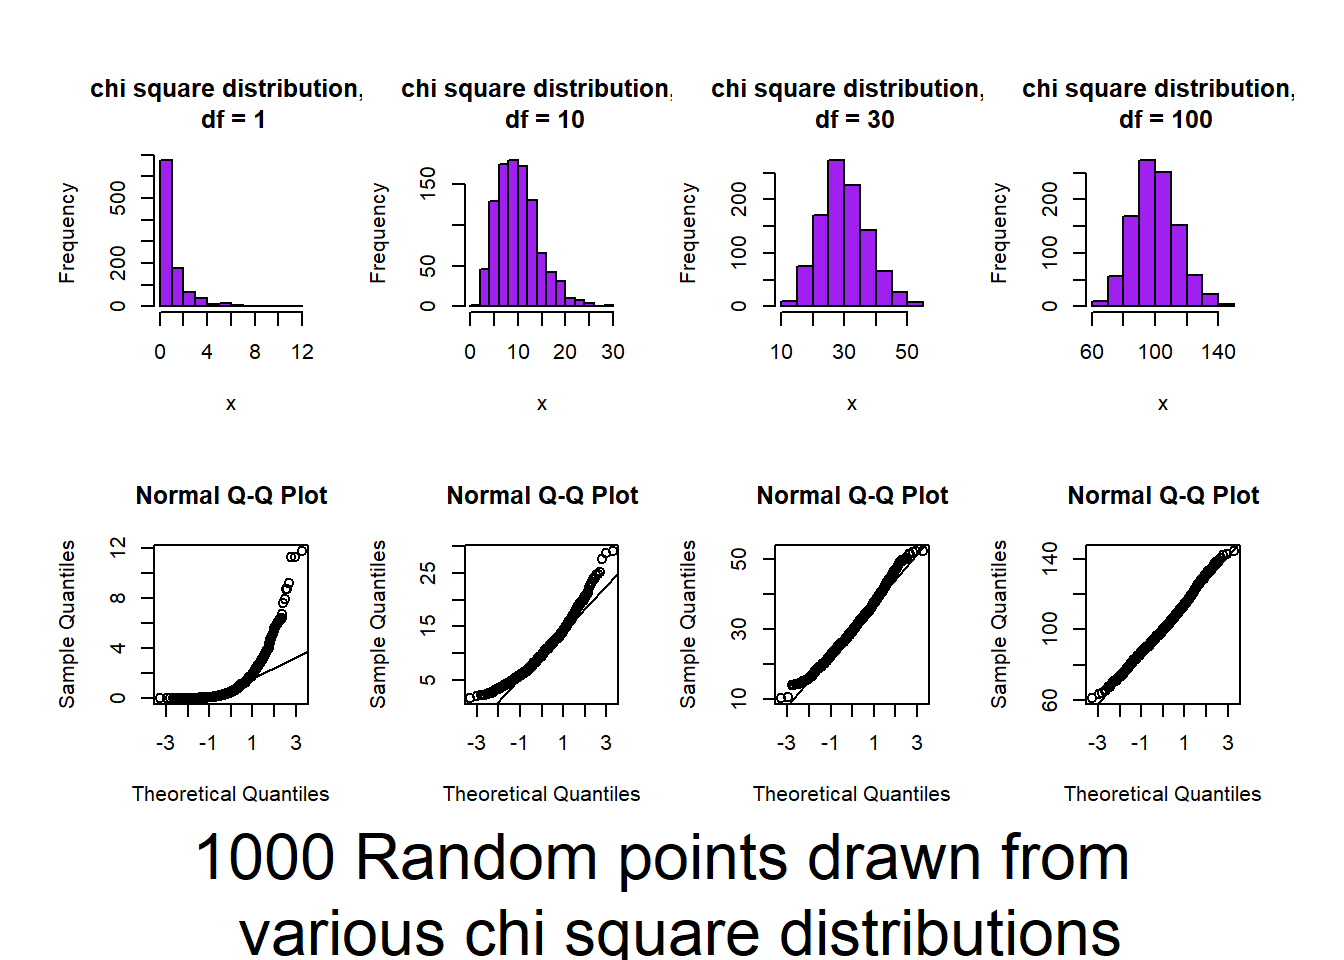 chi square distribution,
df = 1
chi square distribution,
df = 10
chi square distribution,
df = 30
chi square distribution,
df = 100
Frequency
0
200
500
0
4
8
12
x
Frequency
0
50
150
0
10
20
30
x
Frequency
0
100
200
10
30
50
x
Frequency
0
100
200
60
100
140
x
Normal Q-Q Plot
Sample Quantiles
0
4
8
12
-3
-1
1
3
Theoretical Quantiles
Normal Q-Q Plot
Sample Quantiles
5
15
25
-3
-1
1
3
Theoretical Quantiles
Normal Q-Q Plot
Sample Quantiles
10
30
50
-3
-1
1
3
Theoretical Quantiles
Normal Q-Q Plot
Sample Quantiles
60
100
140
-3
-1
1
3
Theoretical Quantiles
1000 Random points drawn from
various chi square distributions